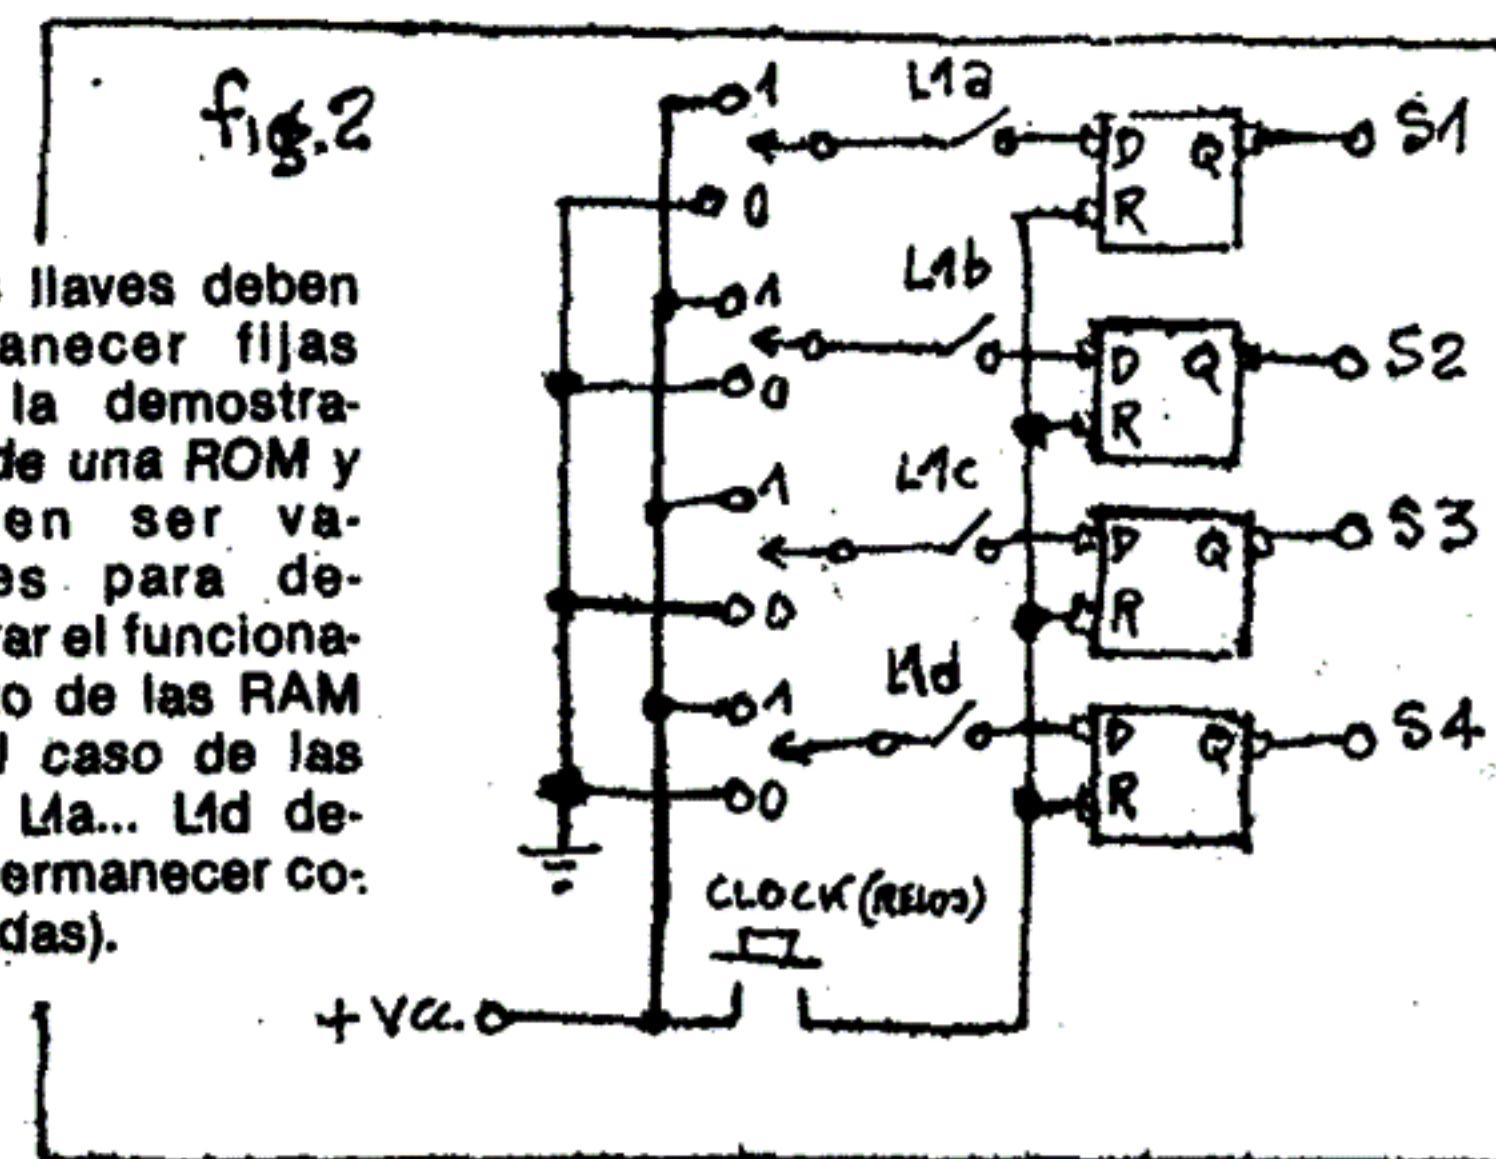 fig.2
llaves deben
anecer fijas
la demostra-
de una ROM y
en ser va-
es para de-
ar el funciona-
o de las RAM
caso de las
L1a... L1d de-
ermanecer co-
das).
1
L1a
D Q
S1
0
R
L1b
1
D Q
S2
0
R
L1c
1
D Q
S3
0
R
L1d
1
D Q
S4
0
R
CLOCK (RELOJ)
+ VCC.